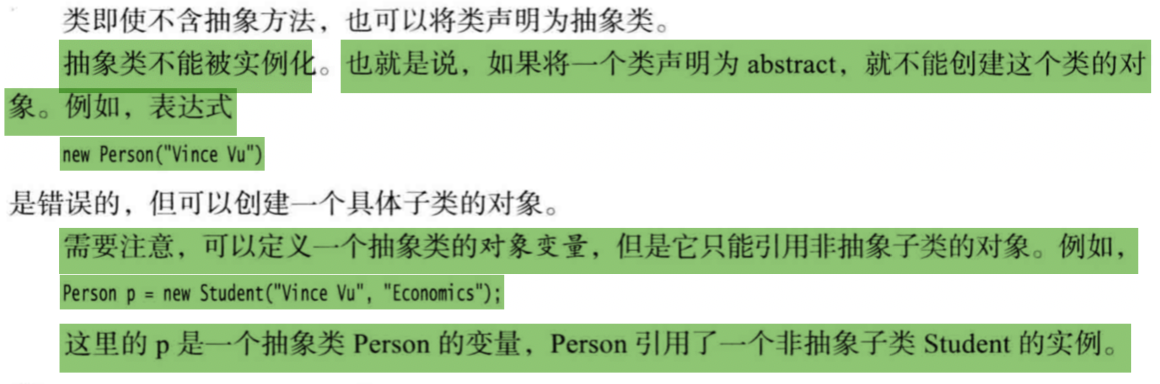 类即使不含抽象方法，也可以将类声明为抽象类。
抽象类不能被实例化。也就是说，如果将一个类声明为 abstract，就不能创建这个类的对
象。例如，表达式
new Person("Vince Vu")
是错误的，但可以创建一个具体子类的对象。
需要注意，可以定义一个抽象类的对象变量，但是它只能引用非抽象子类的对象。例如，
Person p = new Student("Vince Vu", "Economics");
这里的 p 是一个抽象类 Person 的变量，Person 引用了一个非抽象子类 Student 的实例。